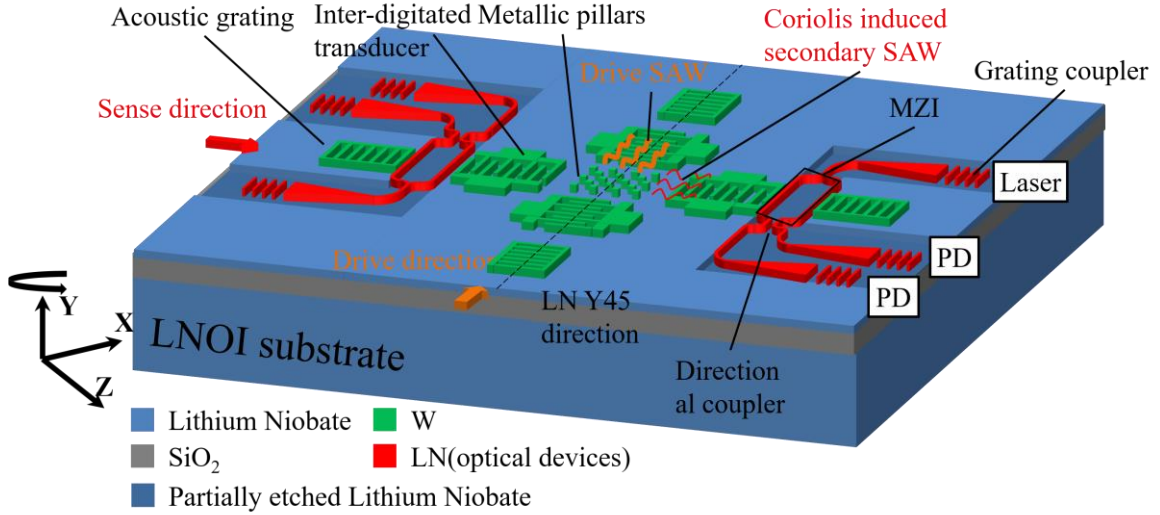 Acoustic grating
Inter-digitated
transducer
Metallic pillars
Coriolis induced
secondary SAW
Drive SAW
Grating coupler
Sense direction
MZI
Laser
PD
PD
Drive direction
LN Y45
direction
Direction
al coupler
Y
X
Z
LNOI substrate
Lithium Niobate
W
SiO2
LN(optical devices)
Partially etched Lithium Niobate